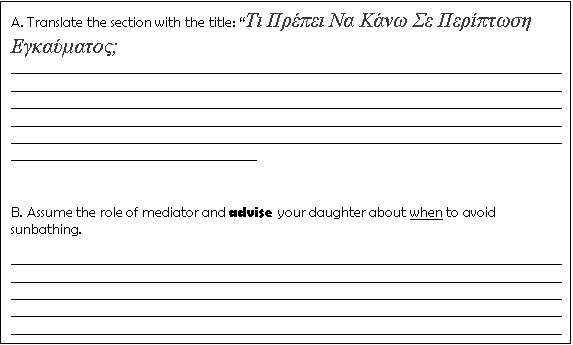 A. Translate the section with the title: “Τι Πρέπει Να Κάνω Σε Περίπτωση
Εγκαύματος;
B. Assume the role of mediator and advise your daughter about when to avoid
sunbathing.